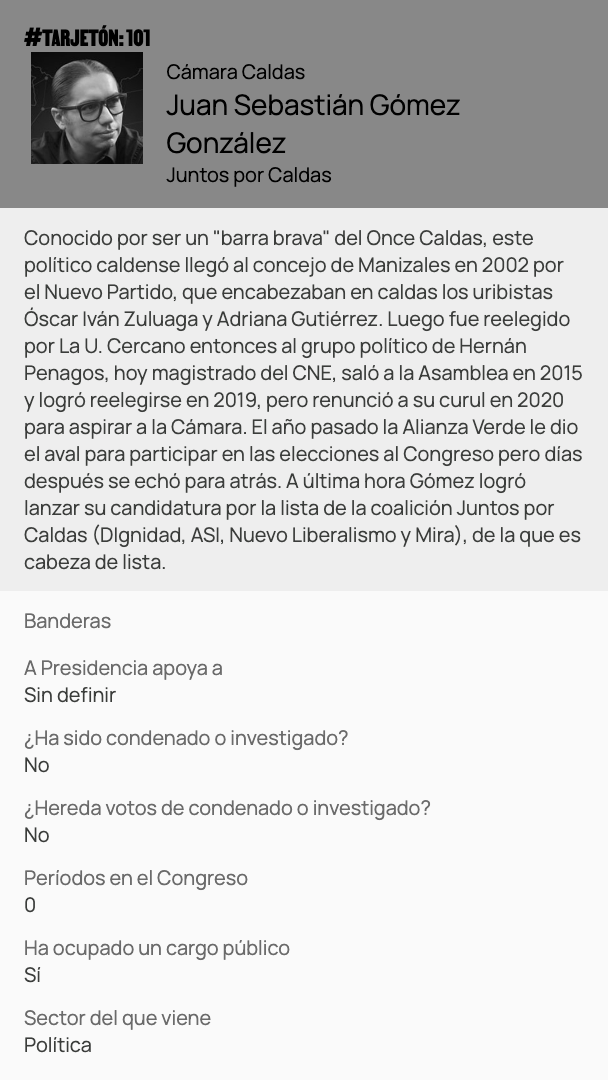 #TARJETÓN: 101
Cámara Caldas
Juan Sebastián Gómez
González
Juntos por Caldas
Conocido por ser un "barra brava" del Once Caldas, este
político caldense llegó al concejo de Manizales en 2002 por
el Nuevo Partido, que encabezaban en caldas los uribistas
Óscar Iván Zuluaga y Adriana Gutiérrez. Luego fue reelegido
por La U. Cercano entonces al grupo político de Hernán
Penagos, hoy magistrado del CNE, saló a la Asamblea en 2015
y logró reelegirse en 2019, pero renunció a su curul en 2020
para aspirar a la Cámara. El año pasado la Alianza Verde le dio
el aval para participar en las elecciones al Congreso pero días
después se echó para atrás. A última hora Gómez logró
lanzar su candidatura por la lista de la coalición Juntos por
Caldas (DIgnidad, ASI, Nuevo Liberalismo y Mira), de la que es
cabeza de lista.
Banderas
A Presidencia apoya a
Sin definir
¿Ha sido condenado o investigado?
No
¿Hereda votos de condenado o investigado?
No
Períodos en el Congreso
0
Ha ocupado un cargo público
Sí
Sector del que viene
Política